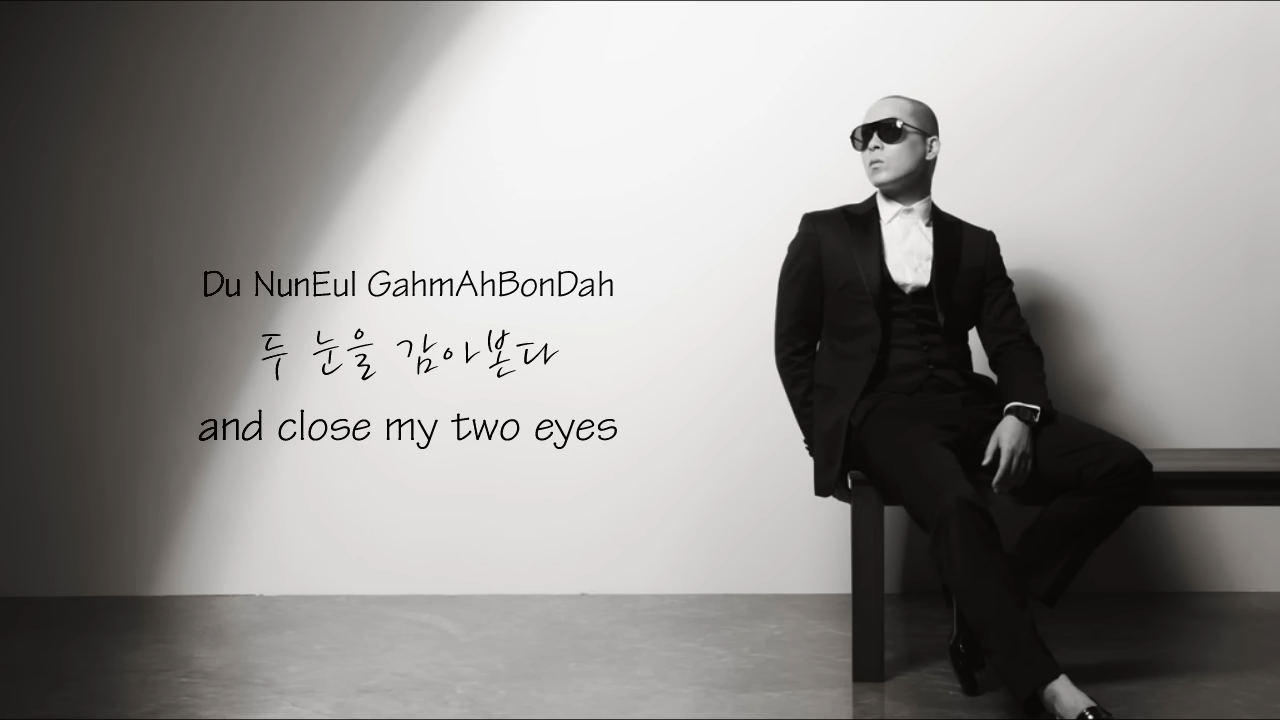 Du NunEul GahmAhBonDah
두 눈을 감아본다
and close my two eyes